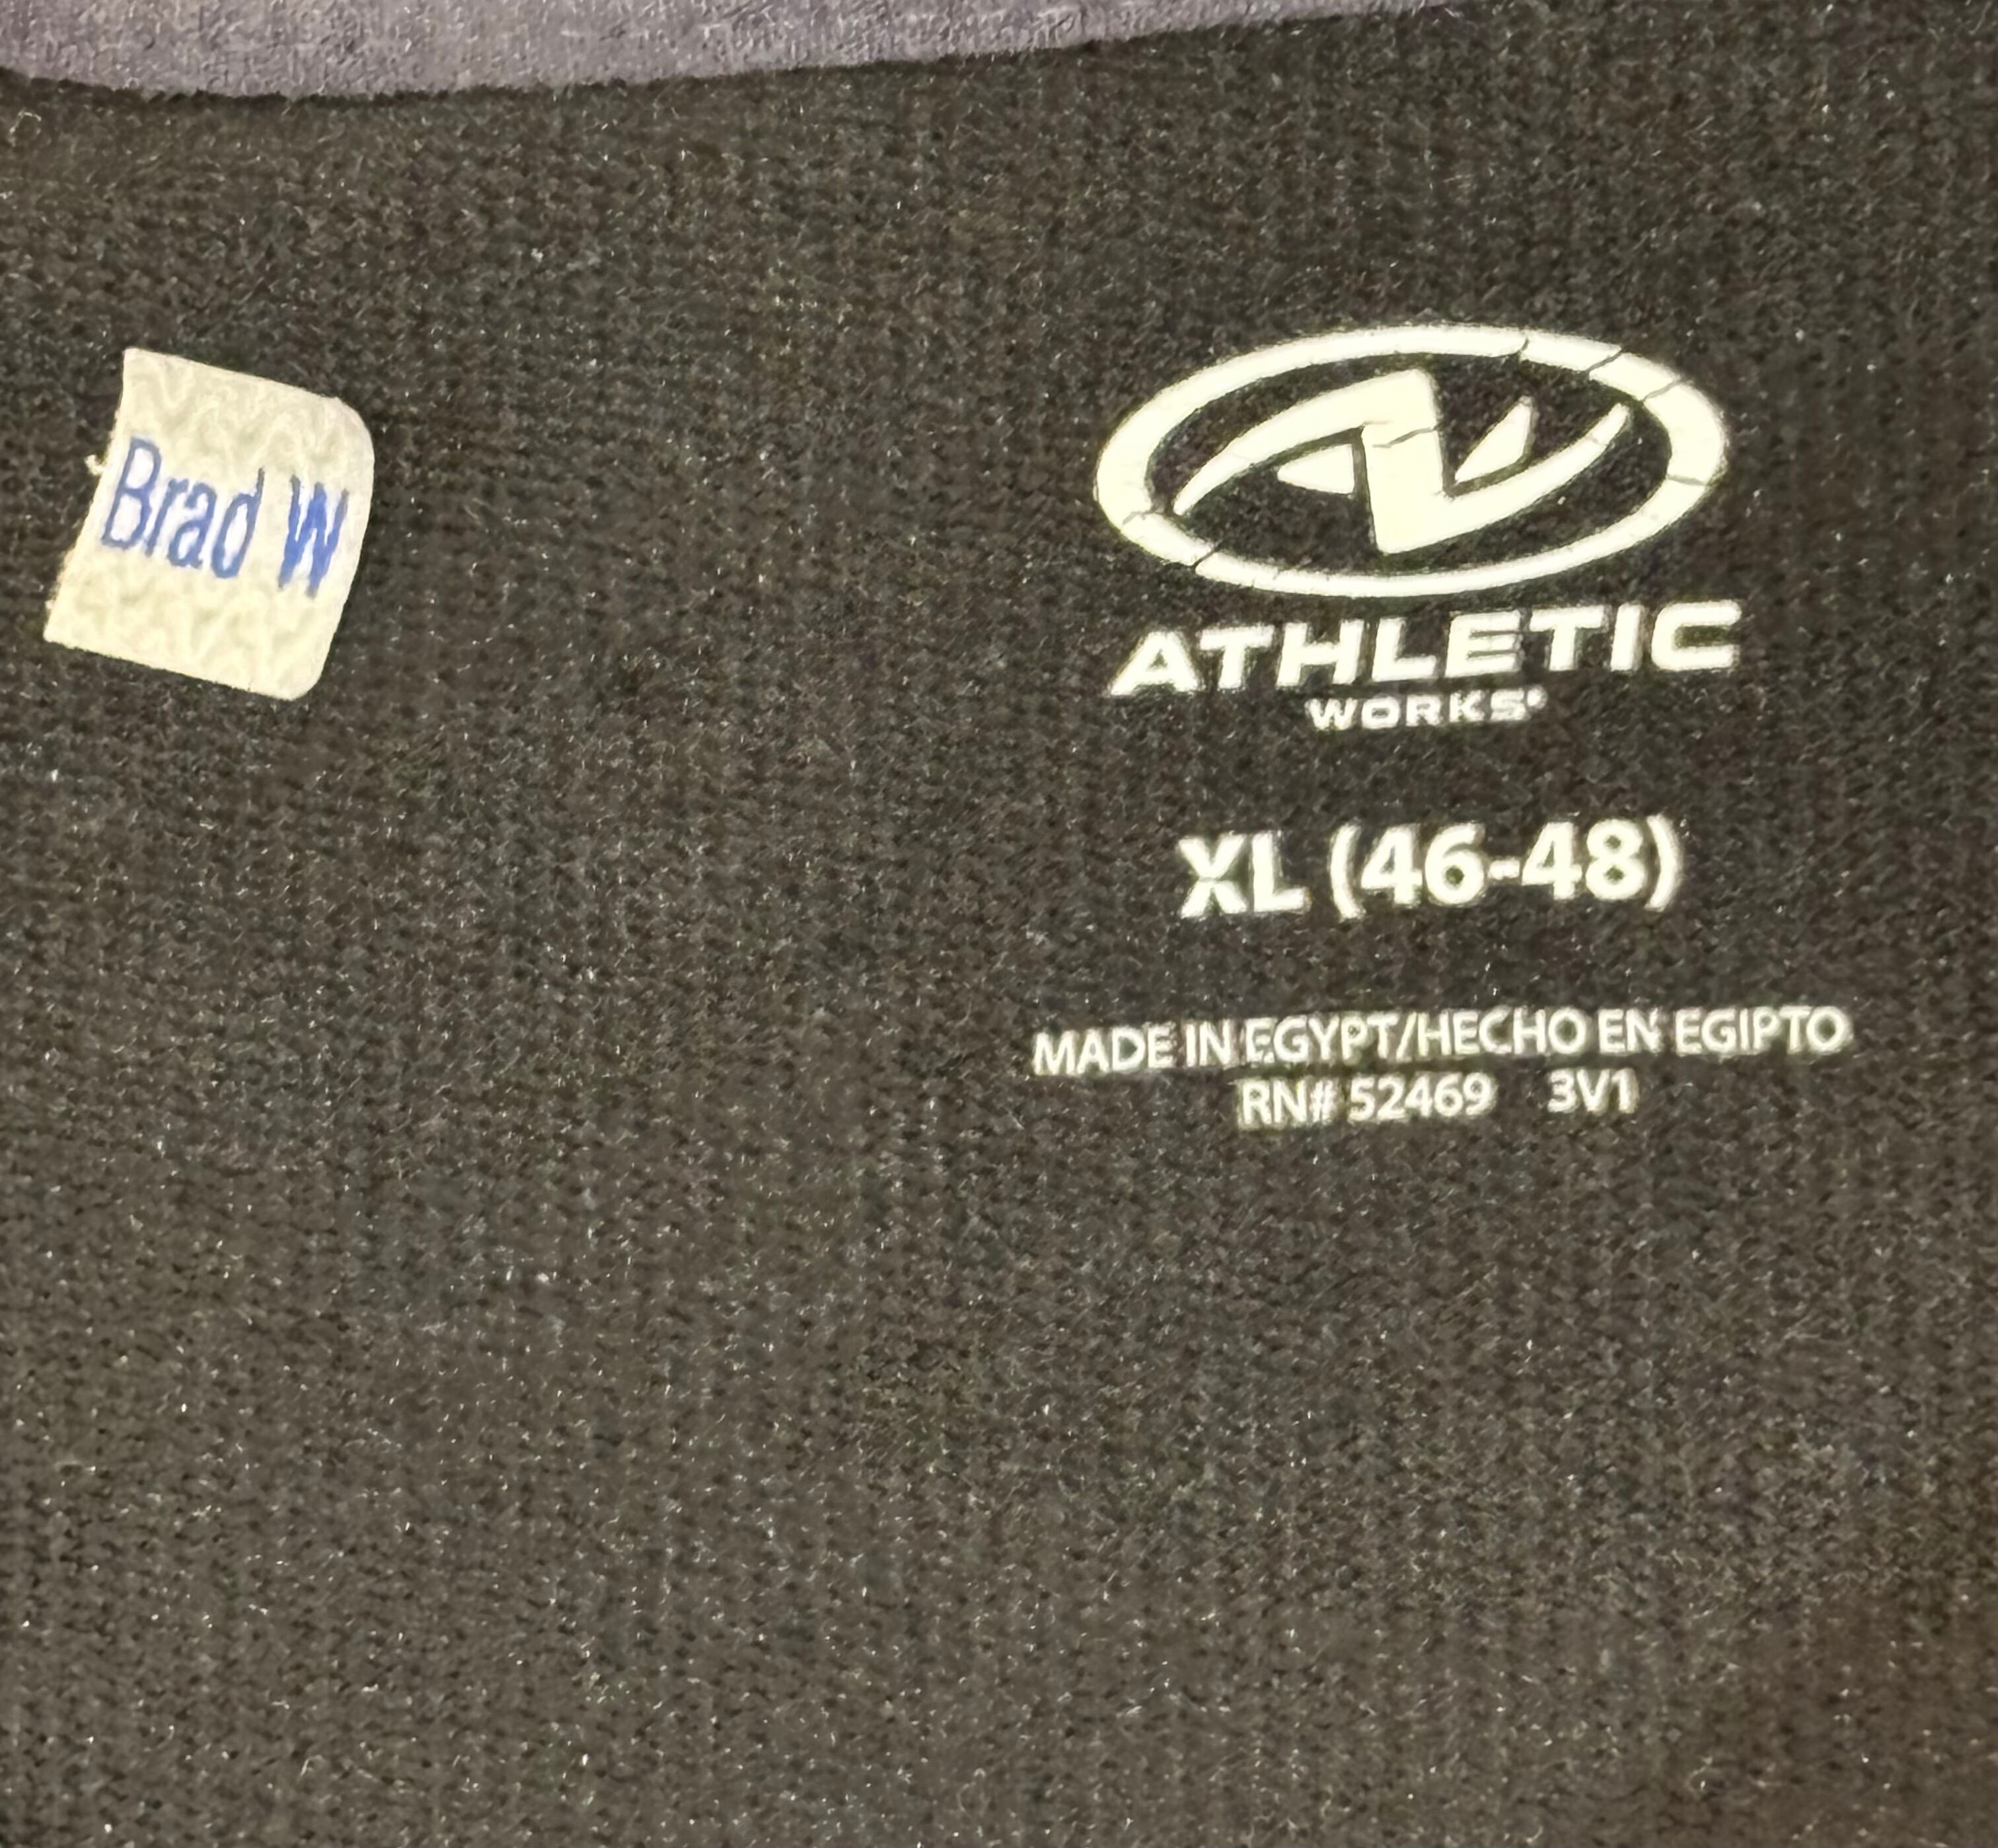 Brad W
ATHLETIC
WORKS®
XL (46-48)
MADE IN EGYPT/HECHO EN EGIPTO
RN# 52469 3V1